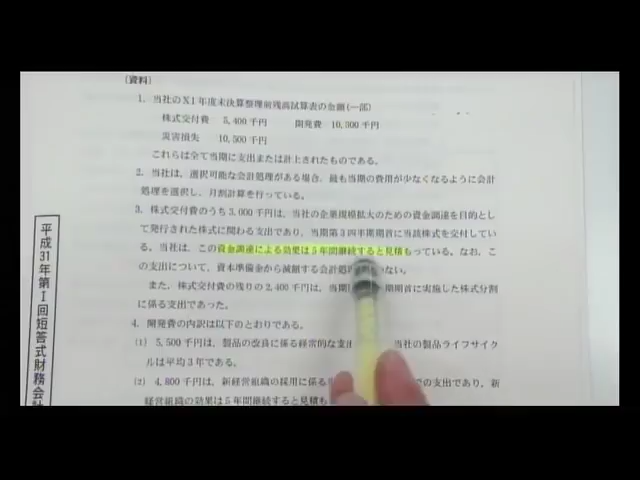 〔資料〕
1. 当社のX1年度末決算整理前残高試算表の金額(一部)
株式交付費 5,400千円 開発費 10,300千円
災害損失 10,500千円
これらは全て当期に支出または計上されたものである。
2. 当社は、選択可能な会計処理がある場合、最も当期の費用が少なくなるように会計
処理を選択し、月割計算を行っている。
3. 株式交付費のうち3,000千円は、当社の企業規模拡大のための資金調達を目的とし
て発行された株式に関わる支出であり、当期第3四半期期首に当該株式を交付してい
る。当社は、この資金調達による効果は5年間継続すると見積もっている。なお、こ
の支出について、資本準備金から減額する会計処理 ない。
また、株式交付費の残りの2,400千円は、当期 期期首に実施した株式分割
に係る支出であった。
4. 開発費の内訳は以下のとおりである。
(1) 5,500千円は、製品の改良に係る経常的な支出 当社の製品ライフサイク
ルは平均3年である。
(2) 4,800千円は、新経営組織の採用に係る での支出であり、新
経営組織の効果は5年間継続すると見積も
平成31年第Ⅰ回短答式財務会計